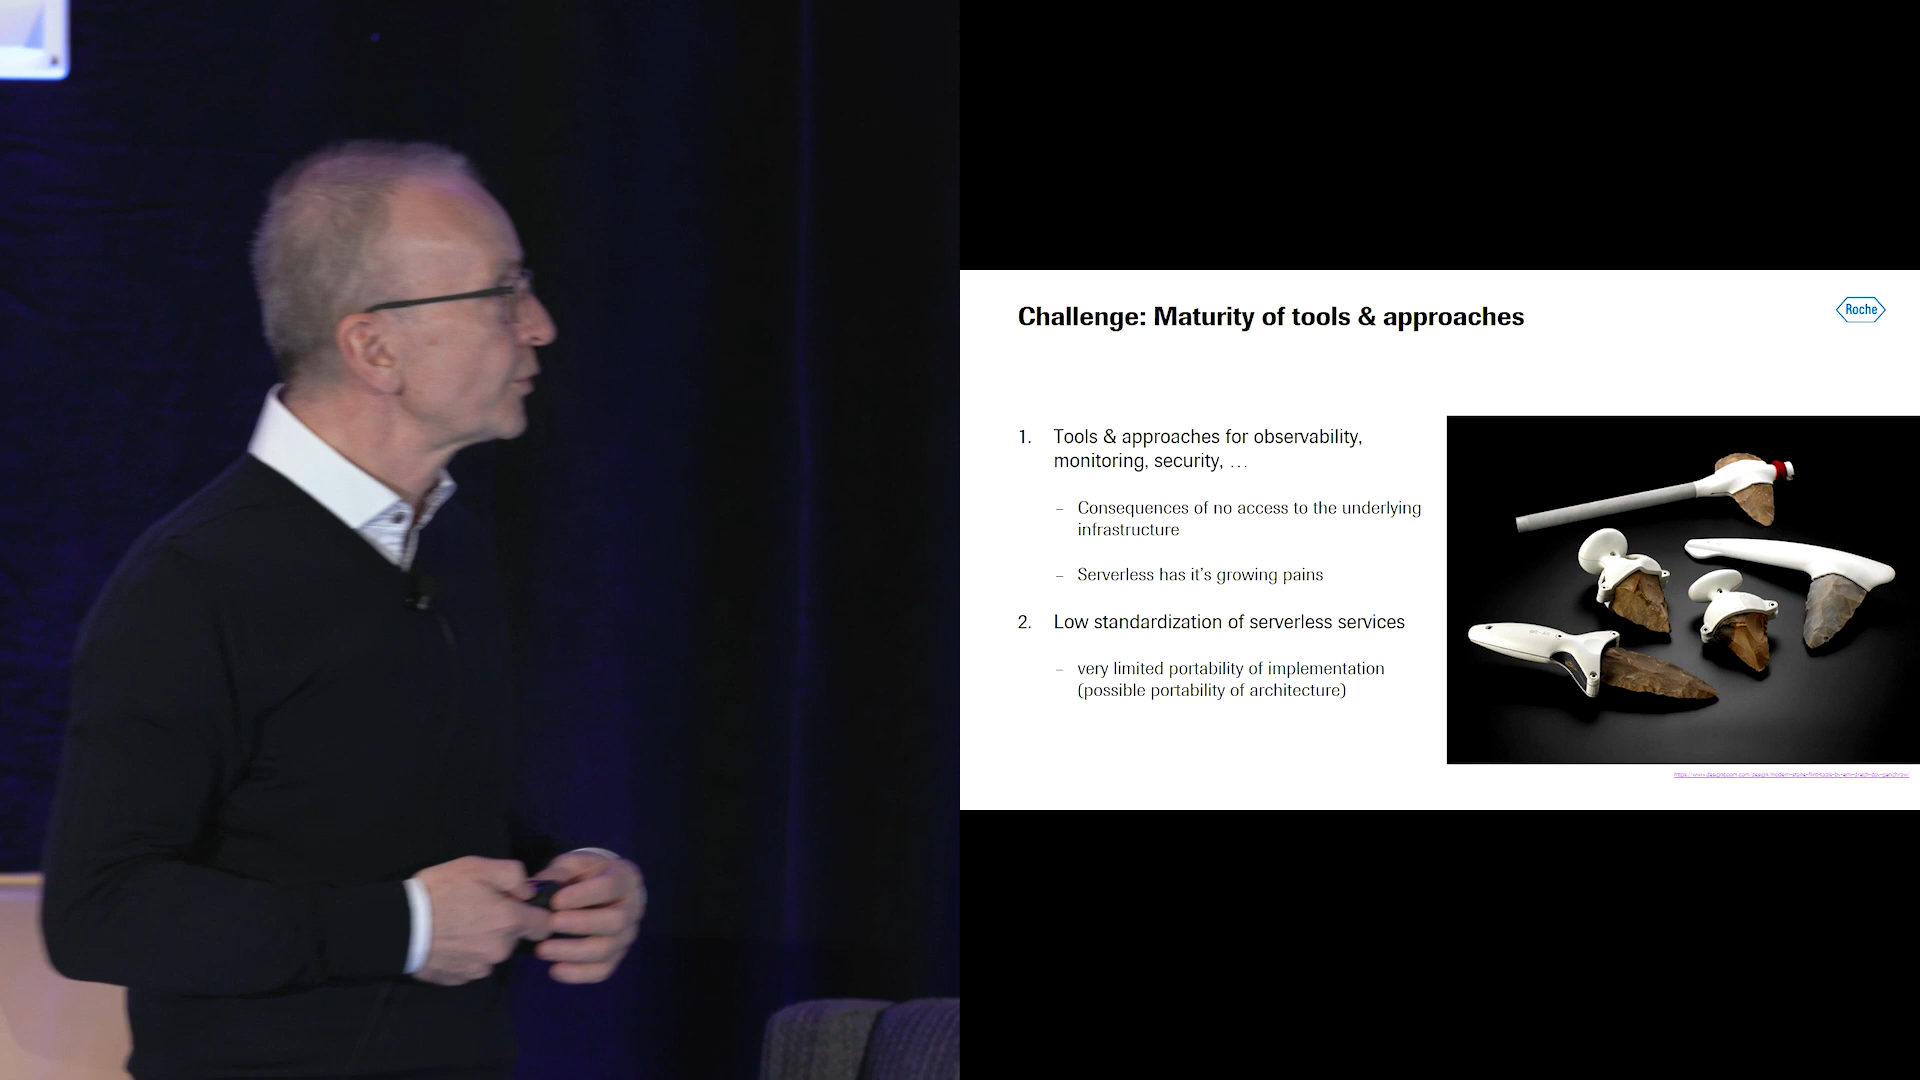 Challenge: Maturity of tools & approaches
Roche
1. Tools & approaches for observability,
monitoring, security, ...
– Consequences of no access to the underlying
infrastructure
– Serverless has it's growing pains
2. Low standardization of serverless services
– very limited portability of implementation
(possible portability of architecture)